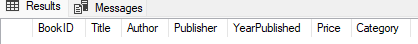 Results Messages
BookID Title Author Publisher YearPublished Price Category